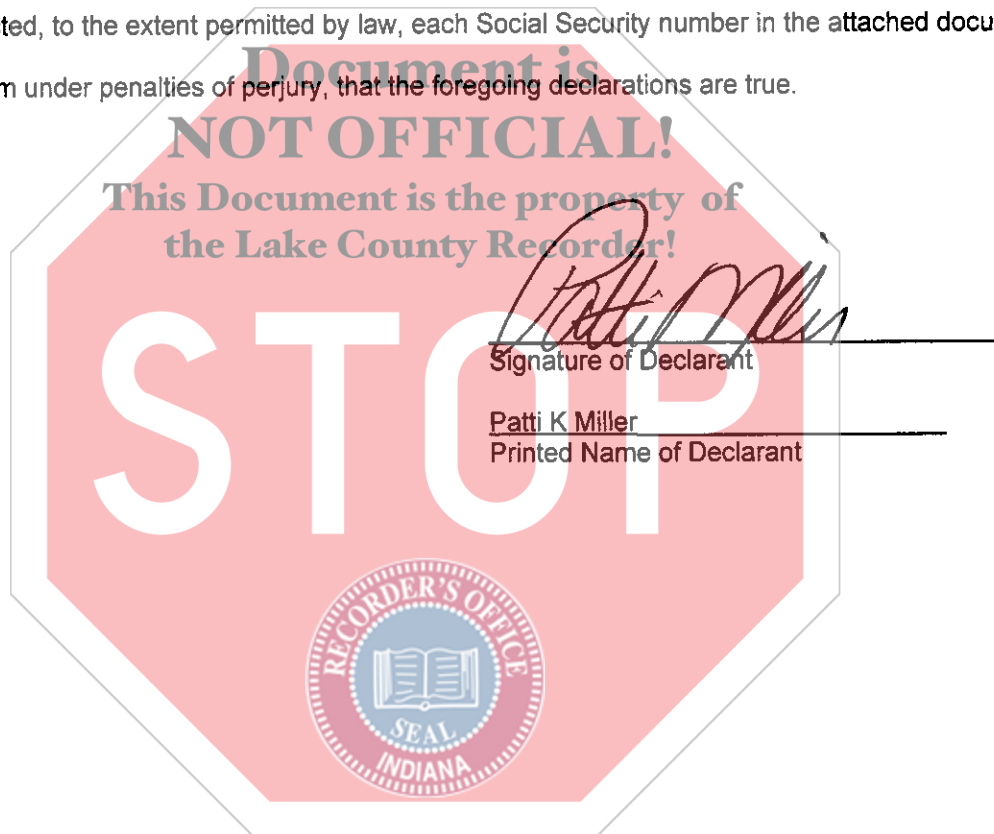 ted, to the extent permitted by law, each Social Security number in the attached docu
Document is
m under penalties of perjury, that the foregoing declarations are true.
NOT OFFICIAL!
This Document is the property of
the Lake County Recorder!
STOP
Patti Miller
Signature of Declarant
Patti K Miller
Printed Name of Declarant
RECORDER'S OFFICE
SEAL
INDIANA